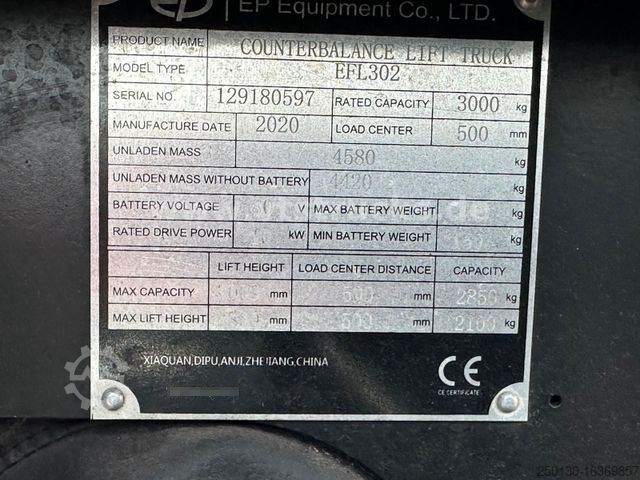 EP EP Equipment Co., LTD.
PRODUCT NAME COUNTERBALANCE LIFT TRUCK
MODEL TYPE EFL302
SERIAL NO. 129180597 RATED CAPACITY 3000 kg
MANUFACTURE DATE 2020 LOAD CENTER 500 mm
UNLADEN MASS 4580 kg
UNLADEN MASS WITHOUT BATTERY 4420 kg
BATTERY VOLTAGE 80 V MAX BATTERY WEIGHT kg
RATED DRIVE POWER kW MIN BATTERY WEIGHT kg
LIFT HEIGHT LOAD CENTER DISTANCE CAPACITY
MAX CAPACITY mm mm 2850 kg
MAX LIFT HEIGHT mm mm kg
XIAQUAN,DIPU,ANJI,ZHEJIANG,CHINA
CE
CE CERTIFICATE
250130-16369857